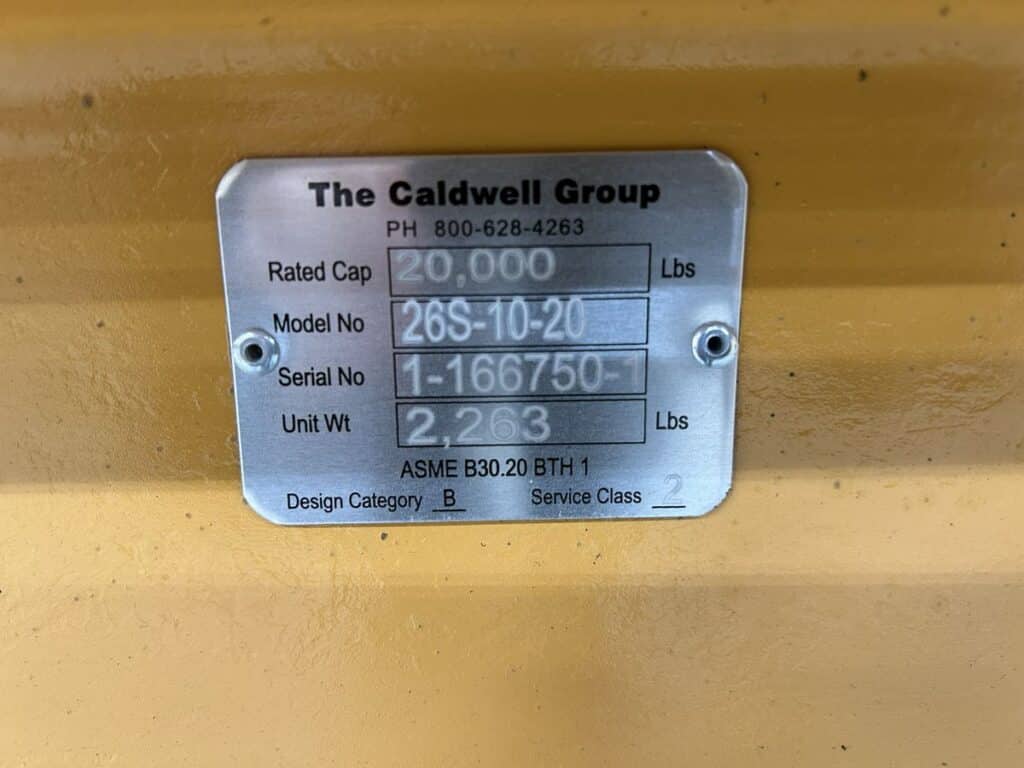 The Caldwell Group
PH 800-628-4263
Rated Cap 20,000 Lbs
Model No 26S-10-20
Serial No 1-166750-1
Unit Wt 2,263 Lbs
ASME B30.20 BTH 1
Design Category B Service Class 2